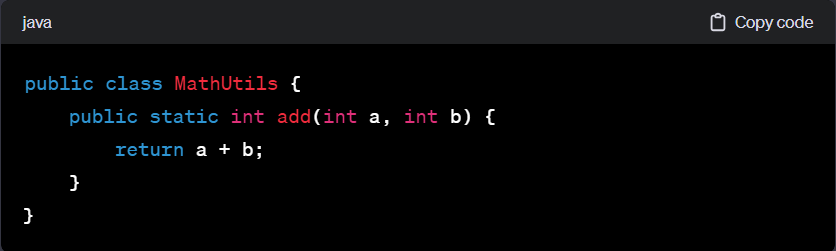 java Copy code
public class MathUtils {
    public static int add(int a, int b) {
        return a + b;
    }
}